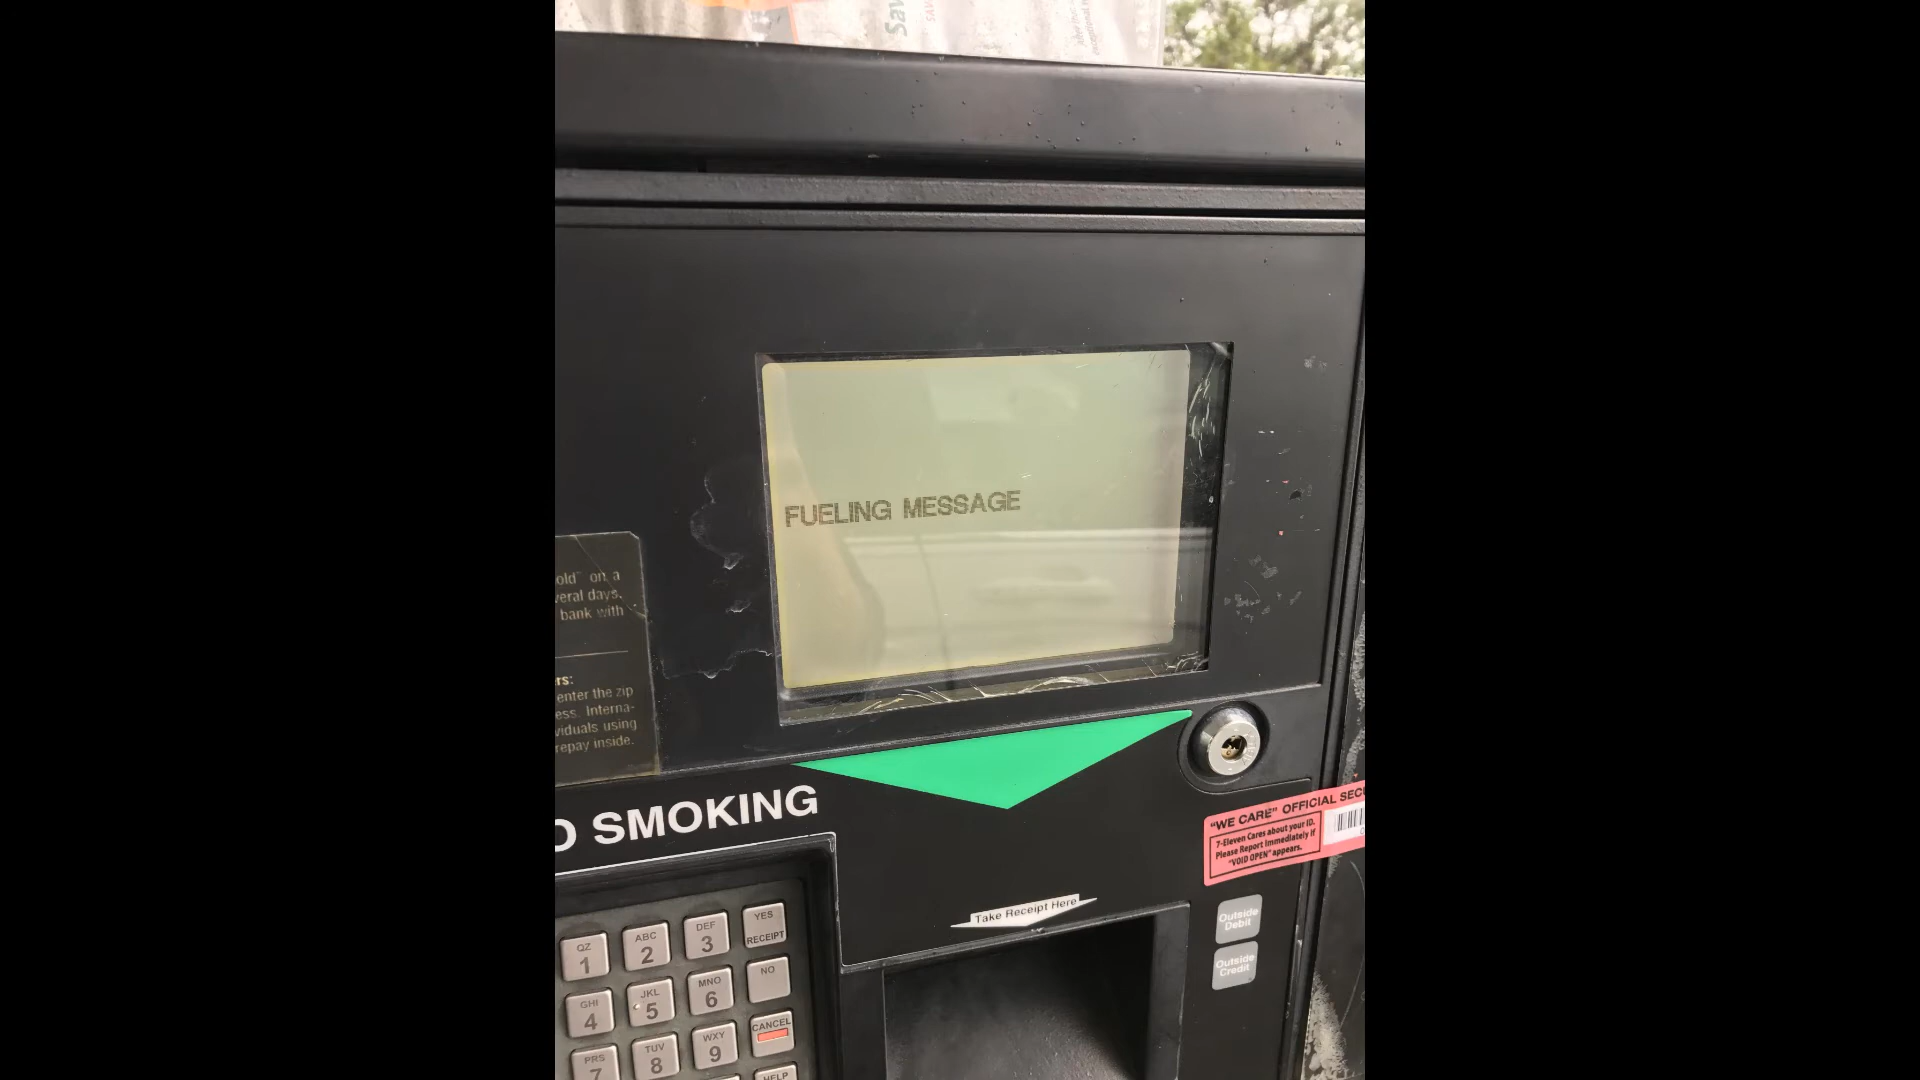 Sav
SAV
FUELING MESSAGE
old" on a
veral days.
bank with
rs:
enter the zip
ess. Interna-
viduals using
repay inside.
O SMOKING
"WE CARE" OFFICIAL SECU
7-Eleven Cares about your ID.
Please Report Immediately if
"VOID OPEN" appears.
Take Receipt Here
Outside
Debit
Outside
Credit
QZ
1
ABC
2
DEF
3
YES
RECEIPT
GHI
4
JKL
5
MNO
6
NO
PRS
7
TUV
8
WXY
9
CANCEL
HELP